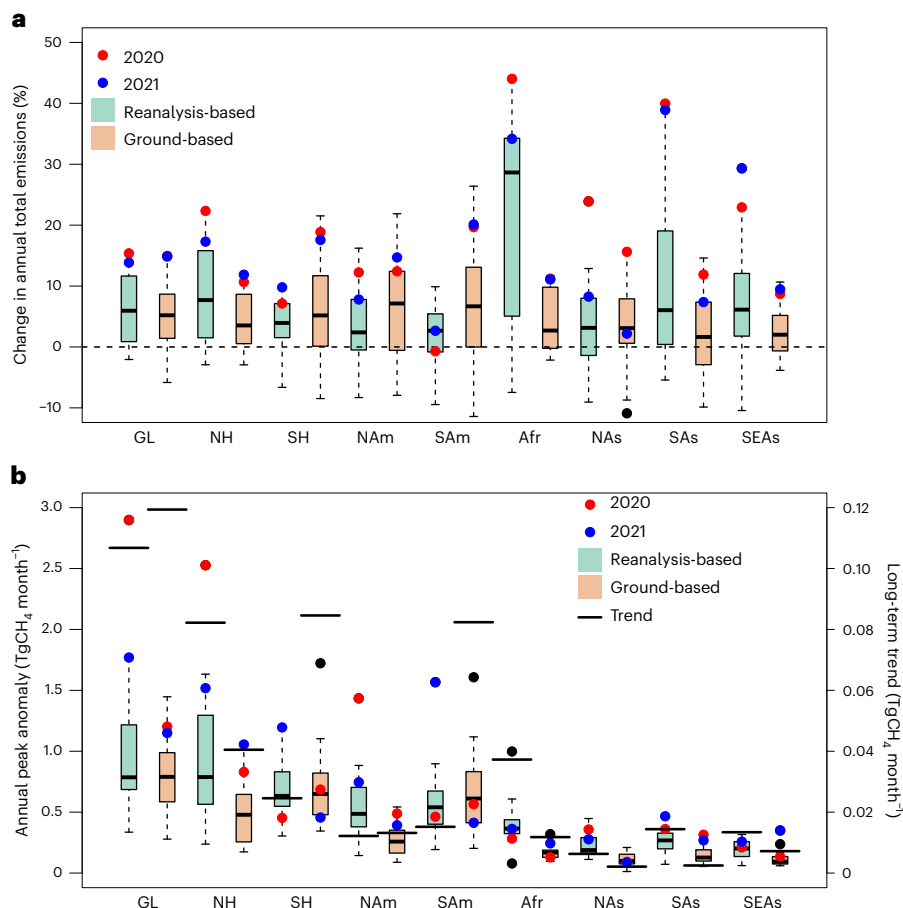 a
Change in annual total emissions (%)
50
40
30
20
10
0
−10
2020
2021
Reanalysis-based
Ground-based
GL NH SH NAm SAm Afr NAs SAs SEAs
b
Annual peak anomaly (TgCH₄ month⁻¹)
3.0
2.5
2.0
1.5
1.0
0.5
0
2020
2021
Reanalysis-based
Ground-based
Trend
0.12
0.10
0.08
0.06
0.04
0.02
0
Long-term trend (TgCH₄ month⁻¹)
GL NH SH NAm SAm Afr NAs SAs SEAs